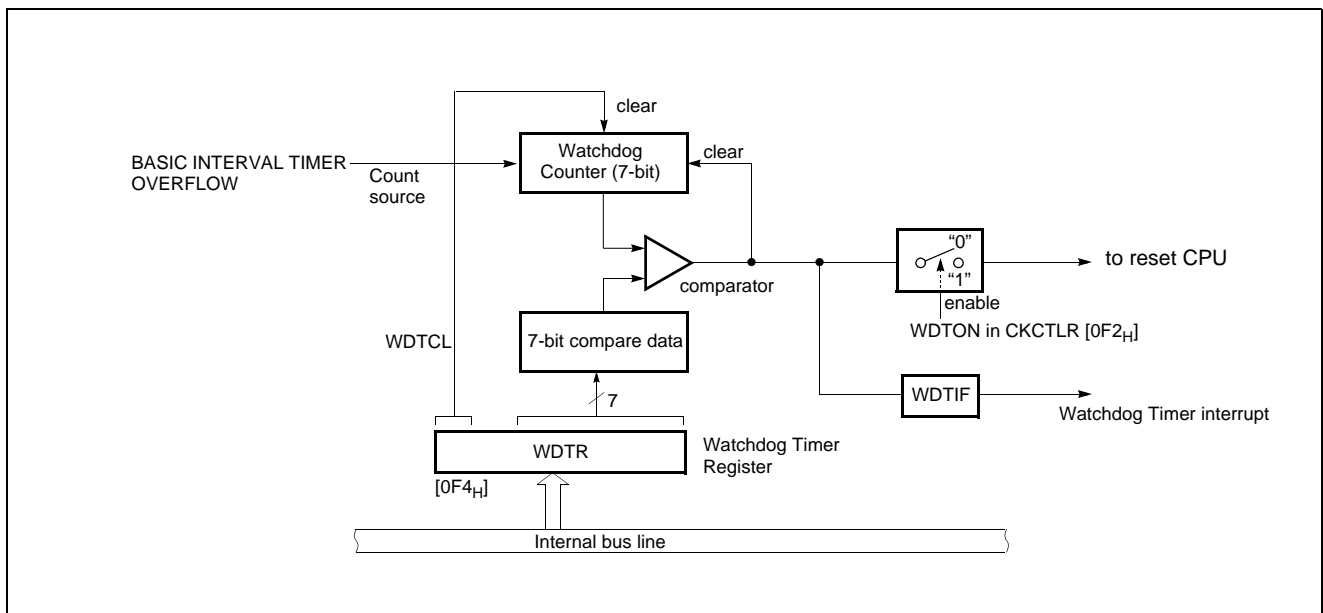 clear
BASIC INTERVAL TIMER
OVERFLOW
Count
source
Watchdog
Counter (7-bit)
clear
comparator
“0”
“1”
enable
to reset CPU
WDTON in CKCTLR [0F2H]
WDTCL
7-bit compare data
7
WDTIF
Watchdog Timer interrupt
WDTR
Watchdog Timer
Register
[0F4H]
Internal bus line